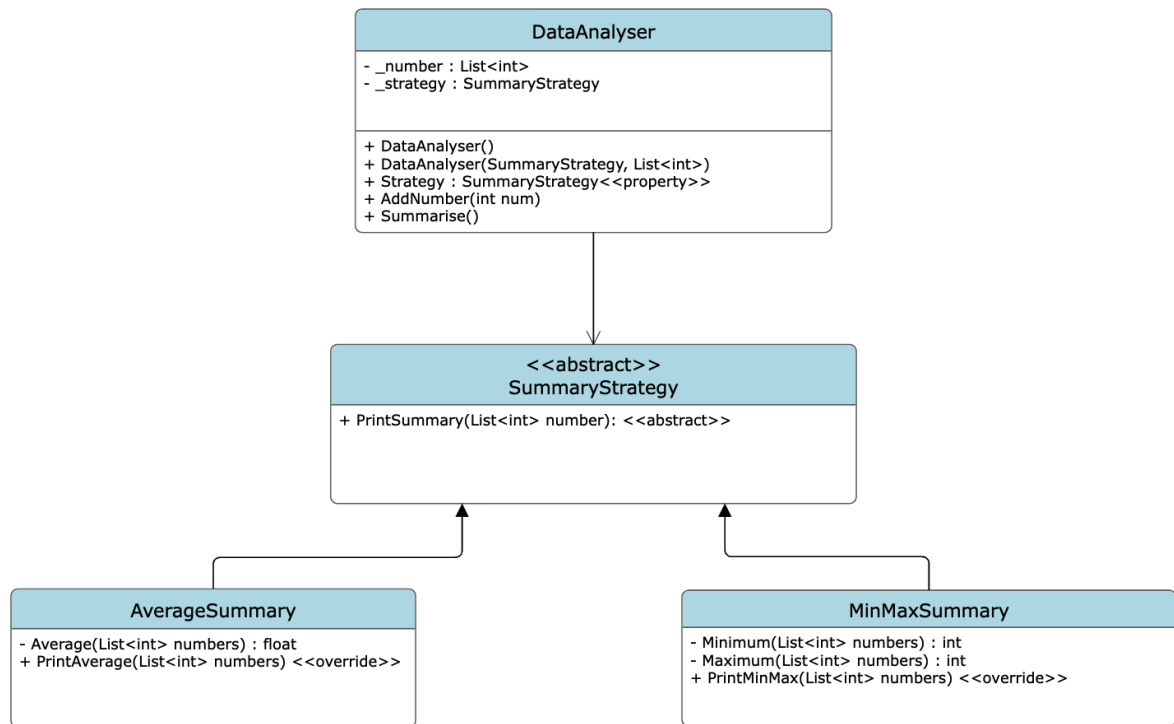 DataAnalyser
- _number : List<int>
- _strategy : SummaryStrategy
+ DataAnalyser()
+ DataAnalyser(SummaryStrategy, List<int>)
+ Strategy : SummaryStrategy<<property>>
+ AddNumber(int num)
+ Summarise()
<<abstract>>
SummaryStrategy
+ PrintSummary(List<int> number): <<abstract>>
AverageSummary
- Average(List<int> numbers) : float
+ PrintAverage(List<int> numbers) <<override>>
MinMaxSummary
- Minimum(List<int> numbers) : int
- Maximum(List<int> numbers) : int
+ PrintMinMax(List<int> numbers) <<override>>